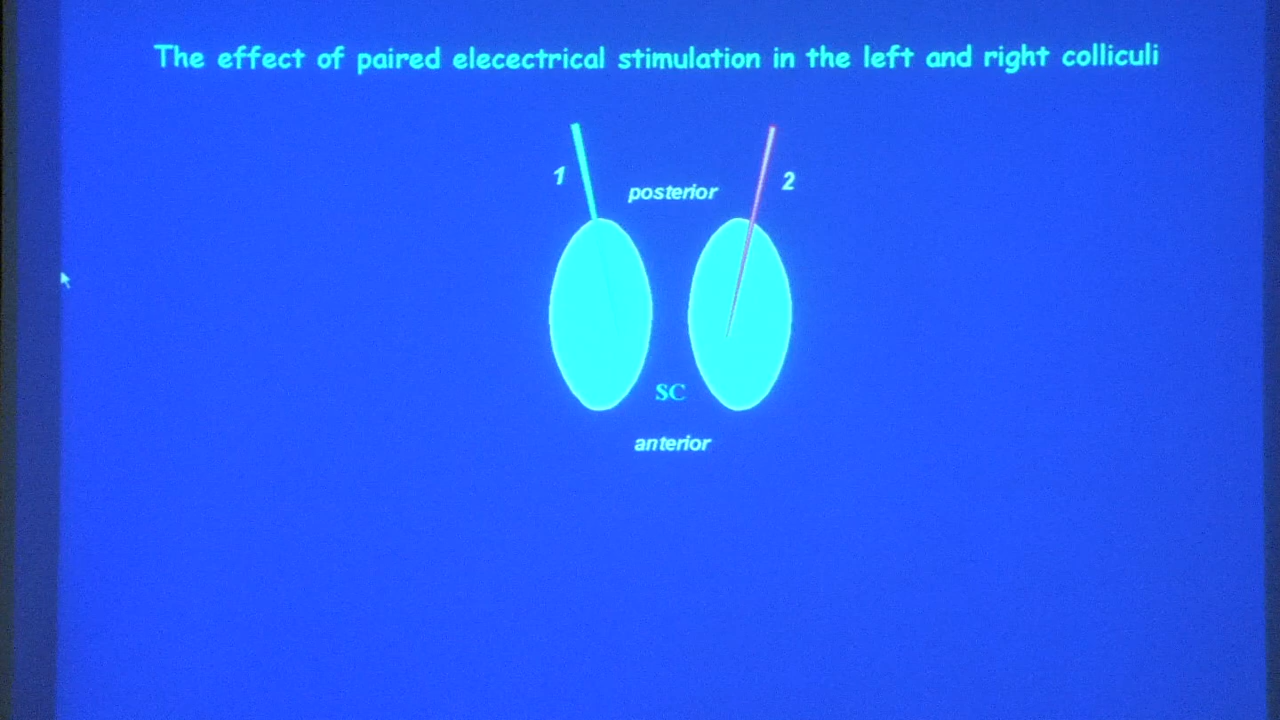 The effect of paired elecectrical stimulation in the left and right colliculi
1
posterior
2
SC
anterior